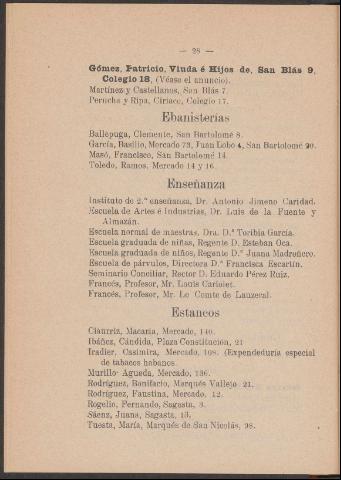 — 28 —
Gómez, Patricio, Viuda é Hijos de, San Blás 9,
Colegio 18, (Véase el anuncio).
Martínez y Castellanos, San Blás 7.
Perucha y Ripa, Ciriaco, Colegio 17.
Ebanisterías
Ballepuga, Clemente, San Bartolomé 8.
García, Basilio, Mercado 73, Juan Lobo 4, San Bartolomé 20.
Masó, Francisco, San Bartolomé 14.
Toledo, Ramos, Mercado 14 y 16.
Enseñanza
Instituto de 2.ª enseñanza, Dr. Antonio Jimeno Caridad.
Escuela de Artes é Industrias, Dr. Luis de la Fuente y
Almazán.
Escuela normal de maestras, Dra. D.ª Toribia García.
Escuela graduada de niñas, Regente D. Esteban Oca.
Escuela graduada de niños, Regente D.ª Juana Madroñero.
Escuela de párvulos, Directora D.ª Francisca Escartín.
Seminario Conciliar, Rector D. Eduardo Pérez Ruiz.
Francés, Profesor, Mr. Louis Carlolet.
Francés, Profesor, Mr. Le Comte de Lauzeral.
Estancos
Ciaurriz, Macaria, Mercado, 140.
Ibáñez, Cándida, Plaza Constitución, 21
Iradier, Casimira, Mercado, 108. (Expendeduría especial
de tabacos habanos.
Murillo Agueda, Mercado, 136.
Rodríguez, Bonifacio, Marqués Vallejo 21.
Rodríguez, Faustina, Mercado, 12.
Rogelio, Fernando, Sagasta, 3.
Sáenz, Juana, Sagasta, 13.
Tuesta, María, Marqués de San Nicolás, 98.